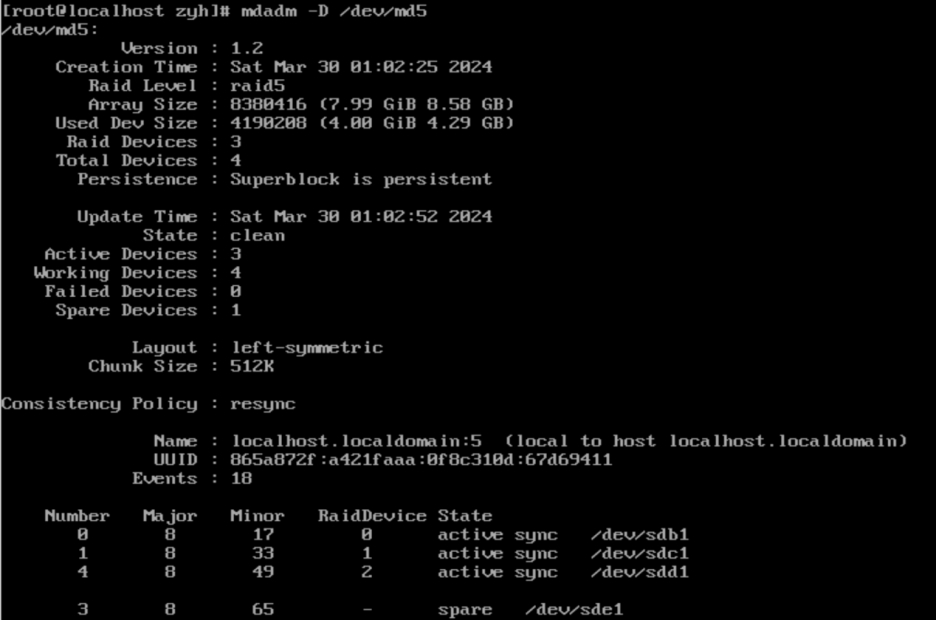 [root@localhost zyh]# mdadm -D /dev/md5
/dev/md5:
Version : 1.2
Creation Time : Sat Mar 30 01:02:25 2024
Raid Level : raid5
Array Size : 8380416 (7.99 GiB 8.58 GB)
Used Dev Size : 4190208 (4.00 GiB 4.29 GB)
Raid Devices : 3
Total Devices : 4
Persistence : Superblock is persistent
Update Time : Sat Mar 30 01:02:52 2024
State : clean
Active Devices : 3
Working Devices : 4
Failed Devices : 0
Spare Devices : 1
Layout : left-symmetric
Chunk Size : 512K
Consistency Policy : resync
Name : localhost.localdomain:5 (local to host localhost.localdomain)
UUID : 865a872f:a421faaa:0f8c310d:67d69411
Events : 18
Number Major Minor RaidDevice State
0 8 17 0 active sync /dev/sdb1
1 8 33 1 active sync /dev/sdc1
4 8 49 2 active sync /dev/sdd1
3 8 65 - spare /dev/sde1